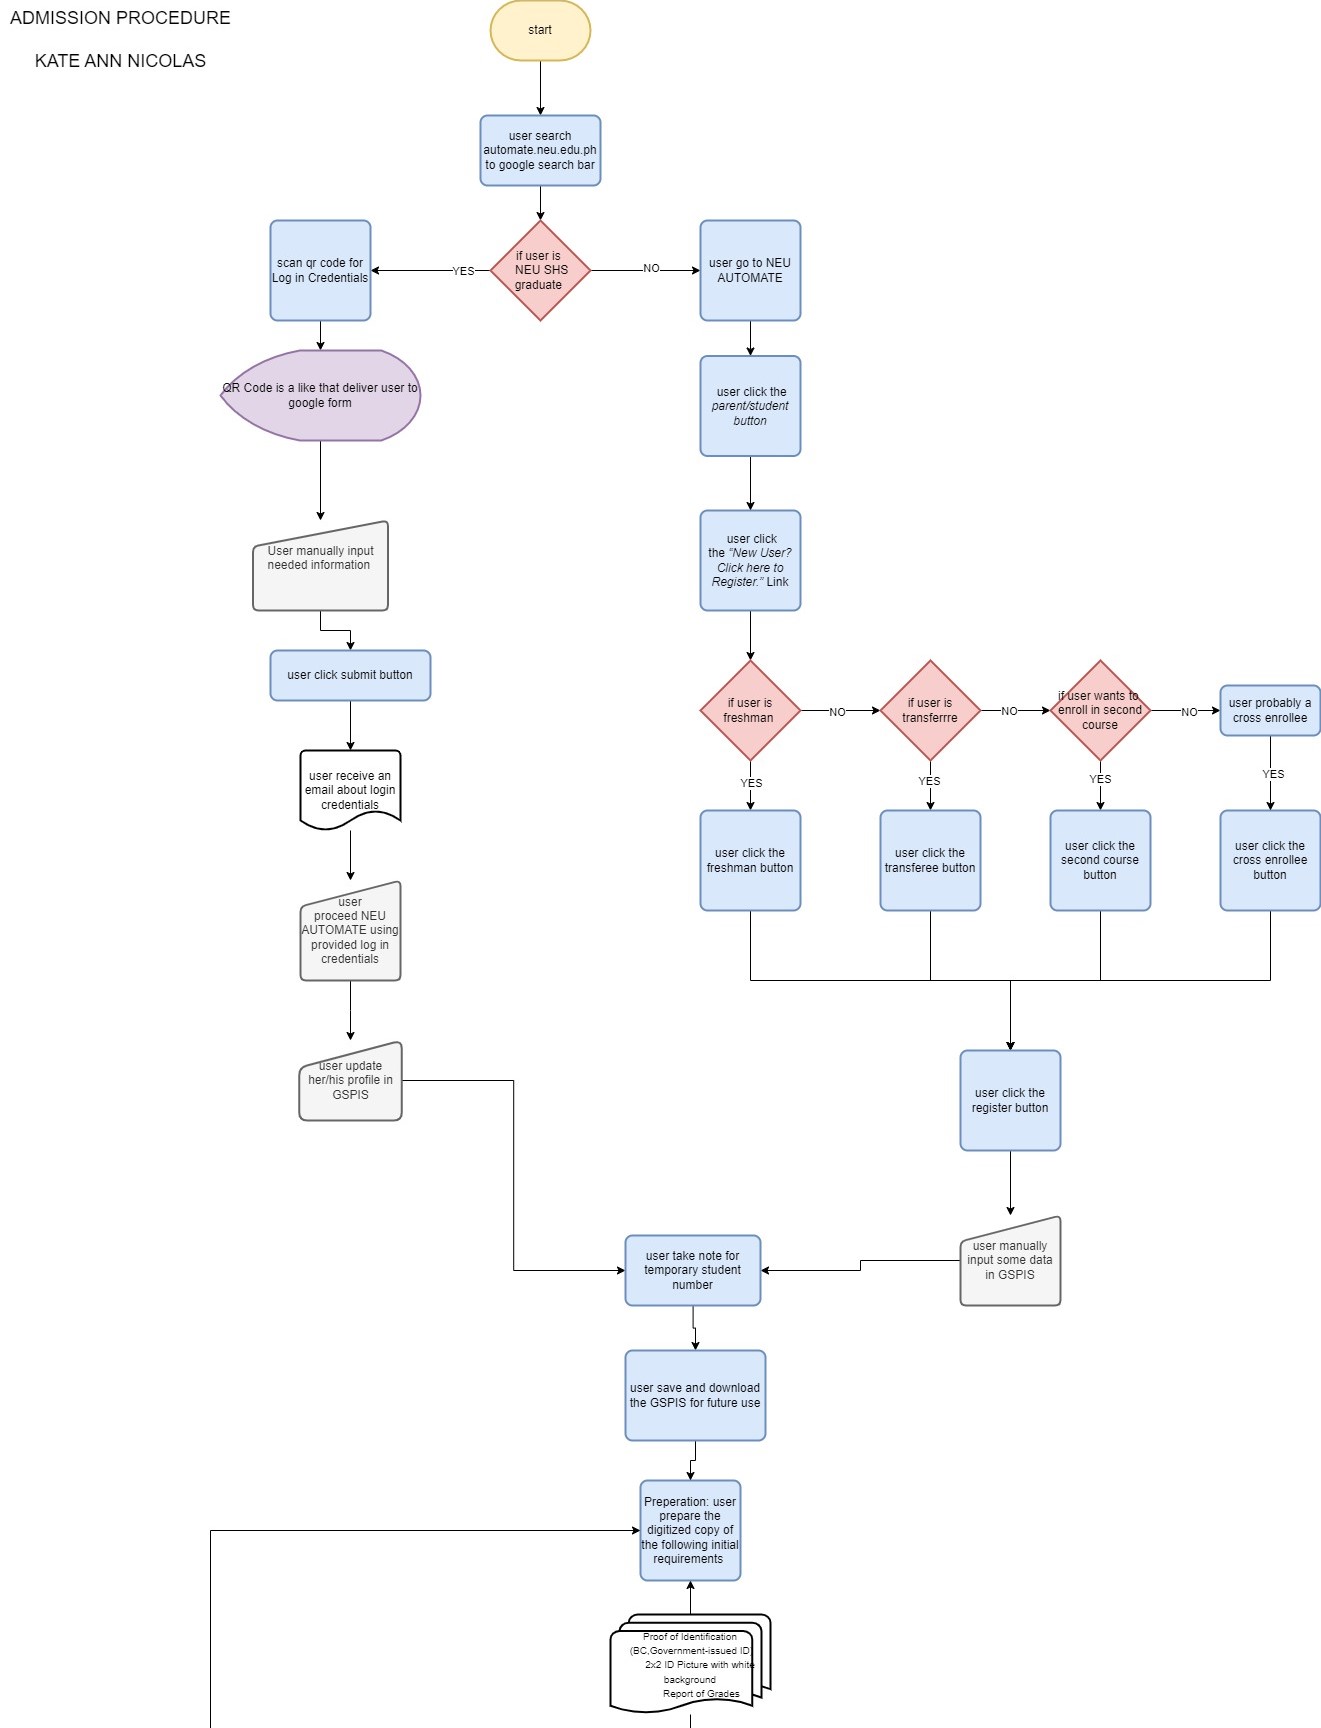 ADMISSION PROCEDURE
KATE ANN NICOLAS
start
user search
automate.neu.edu.ph
to google search bar
if user is
NEU SHS
graduate
YES
NO
scan qr code for
Log in Credentials
user go to NEU
AUTOMATE
QR Code is a like that deliver user to
google form
user click the
parent/student
button
User manually input
needed information
user click
the “New User?
Click here to
Register.” Link
user click submit button
if user is
freshman
NO
if user is
transferrre
NO
if user wants to
enroll in second
course
NO
user probably a
cross enrollee
YES
YES
YES
YES
user receive an
email about login
credentials
user click the
freshman button
user click the
transferee button
user click the
second course
button
user click the
cross enrollee
button
user
proceed NEU
AUTOMATE using
provided log in
credentials
user update
her/his profile in
GSPIS
user click the
register button
user manually
input some data
in GSPIS
user take note for
temporary student
number
user save and download
the GSPIS for future use
Preperation: user
prepare the
digitized copy of
the following initial
requirements
Proof of Identification
(BC,Government-issued ID)
2x2 ID Picture with white
background
Report of Grades